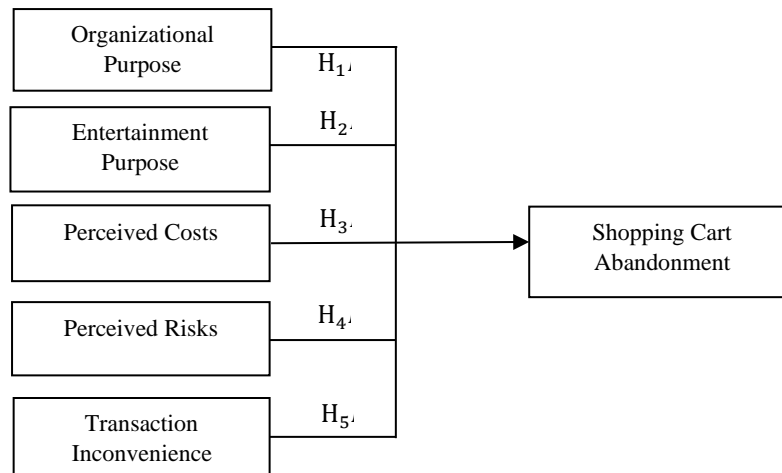 Organizational
Purpose
H₁
Entertainment
Purpose
H₂
Perceived Costs
H₃
Shopping Cart
Abandonment
Perceived Risks
H₄
Transaction
Inconvenience
H₅